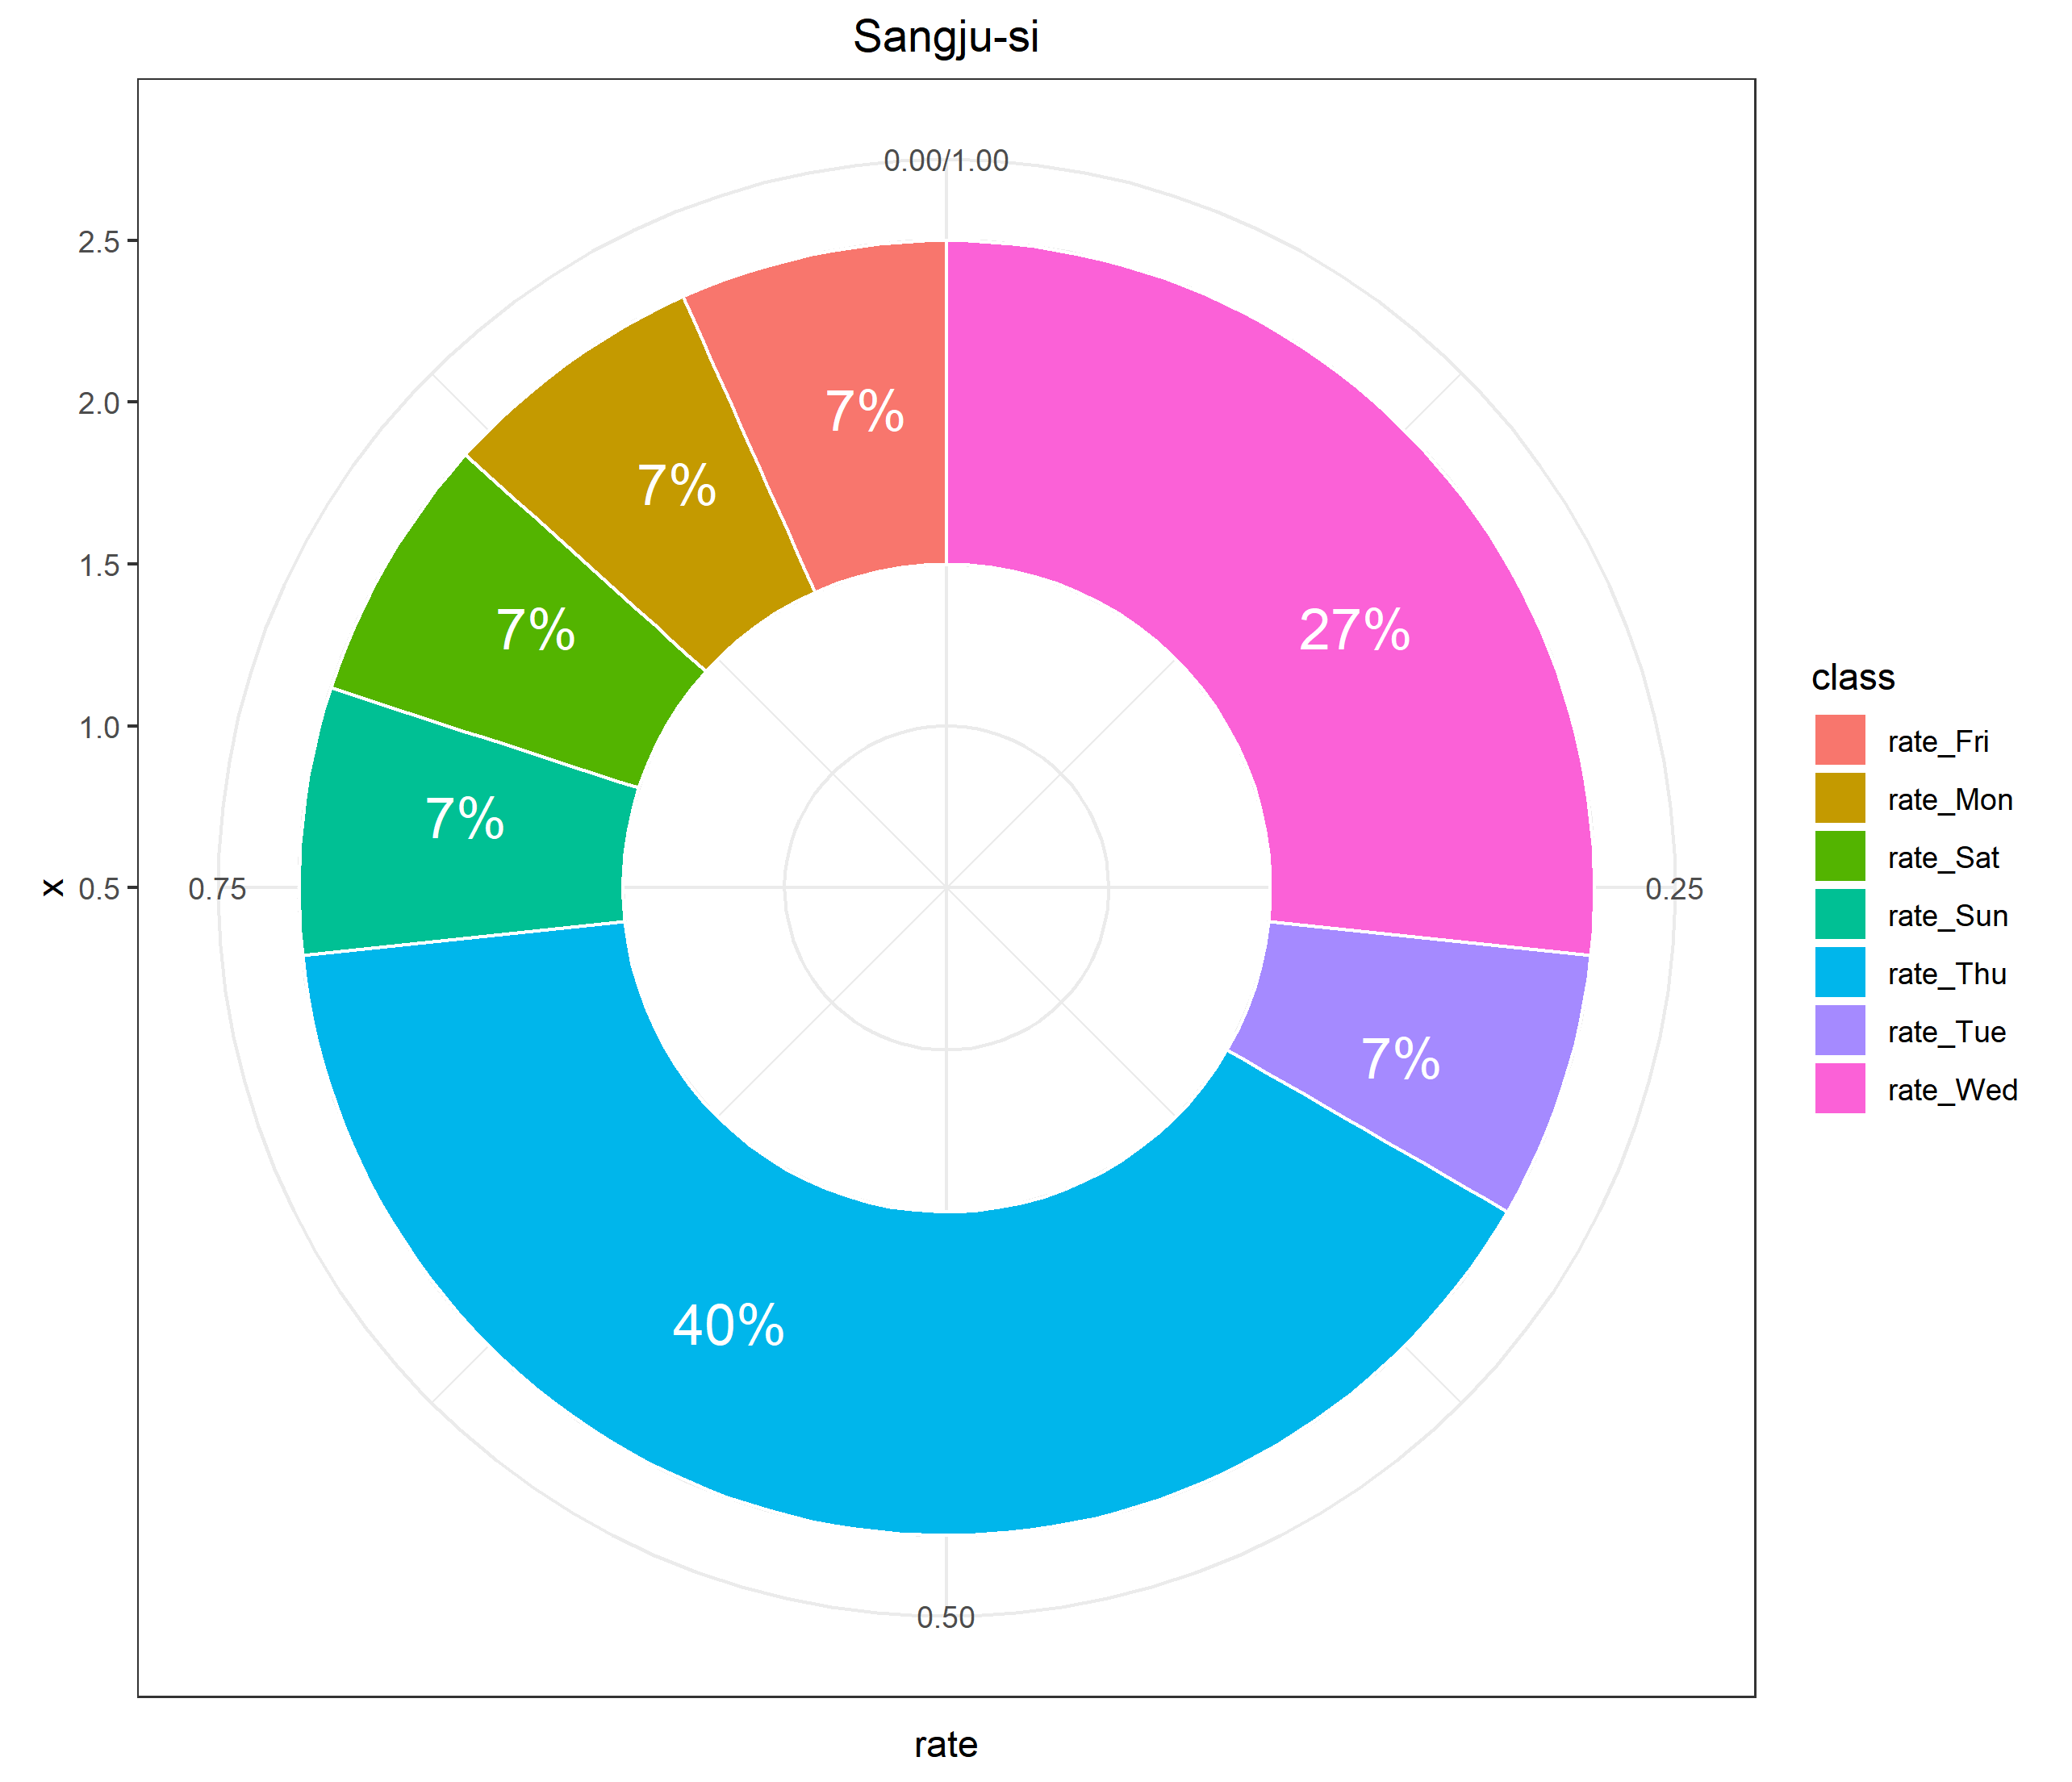 Sangju-si
0.00/1.00
2.5
2.0
1.5
1.0
0.5
x
0.75
0.25
0.50
7%
7%
7%
7%
27%
7%
40%
rate
class
rate_Fri
rate_Mon
rate_Sat
rate_Sun
rate_Thu
rate_Tue
rate_Wed